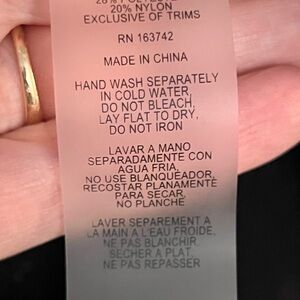 28% POLYESTER
20% NYLON
EXCLUSIVE OF TRIMS
RN 163742
MADE IN CHINA
HAND WASH SEPARATELY
IN COLD WATER,
DO NOT BLEACH,
LAY FLAT TO DRY,
DO NOT IRON
LAVAR A MANO
SEPARADAMENTE CON
AGUA FRIA,
NO USE BLANQUEADOR,
RECOSTAR PLANAMENTE
PARA SECAR,
NO PLANCHE
LAVER SEPAREMENT A
LA MAIN A L'EAU FROIDE,
NE PAS BLANCHIR,
SECHER A PLAT,
NE PAS REPASSER